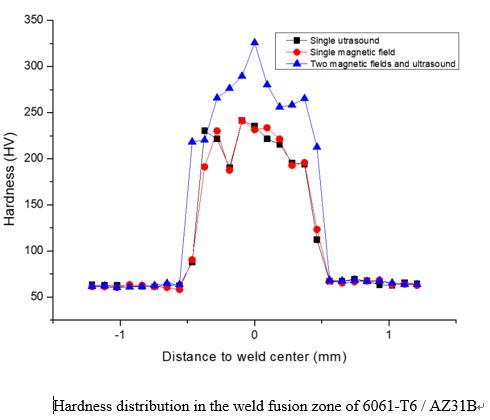 350
300
250
200
150
100
50
Hardness (HV)
Single utrasound
Single magnetic field
Two magnetic fields and ultrasound
-1
0
1
Distance to weld center (mm)
Hardness distribution in the weld fusion zone of 6061-T6 / AZ31B↵